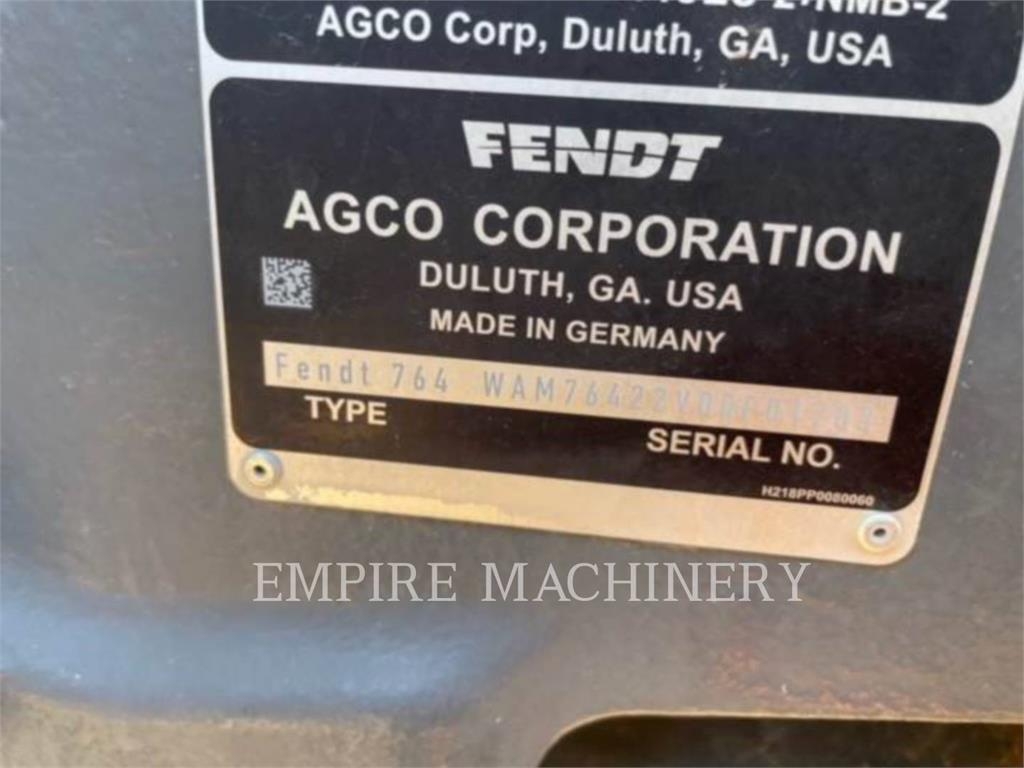 AGCO Corp, Duluth, GA, USA
FENDT
AGCO CORPORATION
DULUTH, GA. USA
MADE IN GERMANY
Fendt 764
TYPE
SERIAL NO.
H218PP0080060
EMPIRE MACHINERY